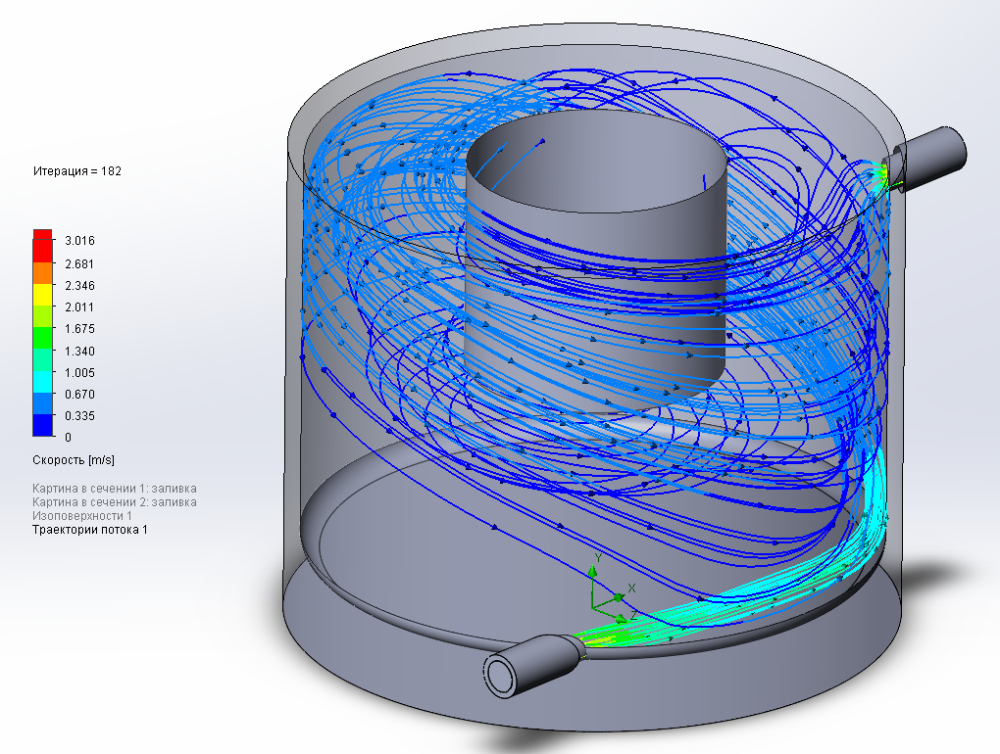 Итерация = 182
3.016
2.681
2.346
2.011
1.675
1.340
1.005
0.670
0.335
0
Скорость [m/s]
Картина в сечении 1: заливка
Картина в сечении 2: заливка
Изоповерхности 1
Траектории потока 1
Y
X
Z